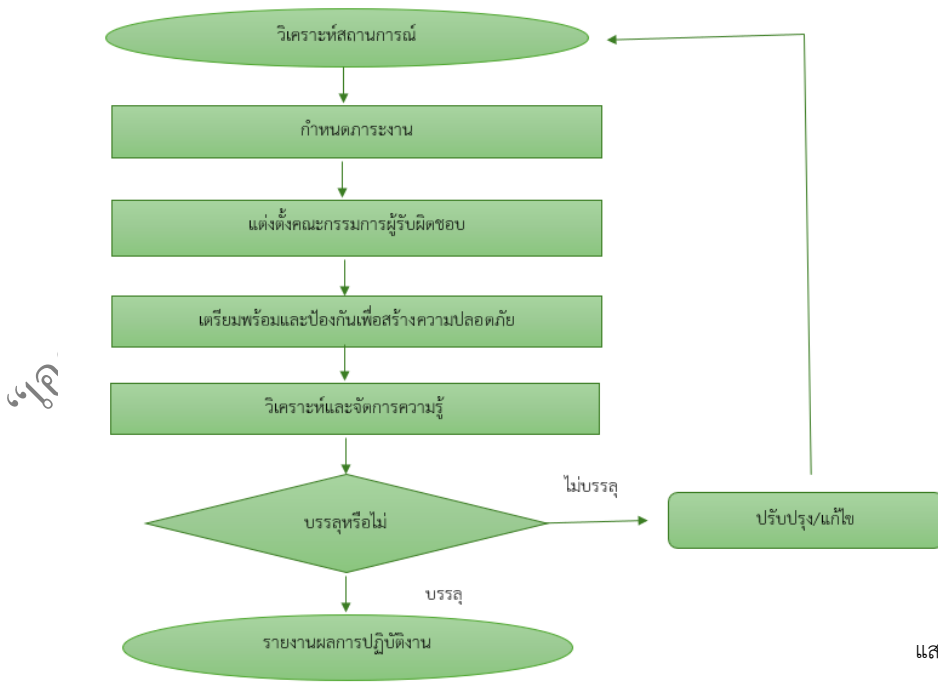 วิเคราะห์สถานการณ์
กำหนดภาระงาน
แต่งตั้งคณะกรรมการผู้รับผิดชอบ
เตรียมพร้อมและป้องกันเพื่อสร้างความปลอดภัย
วิเคราะห์และจัดการความรู้
ไม่บรรลุ
บรรลุหรือไม่
ปรับปรุง/แก้ไข
บรรลุ
รายงานผลการปฏิบัติงาน
แส